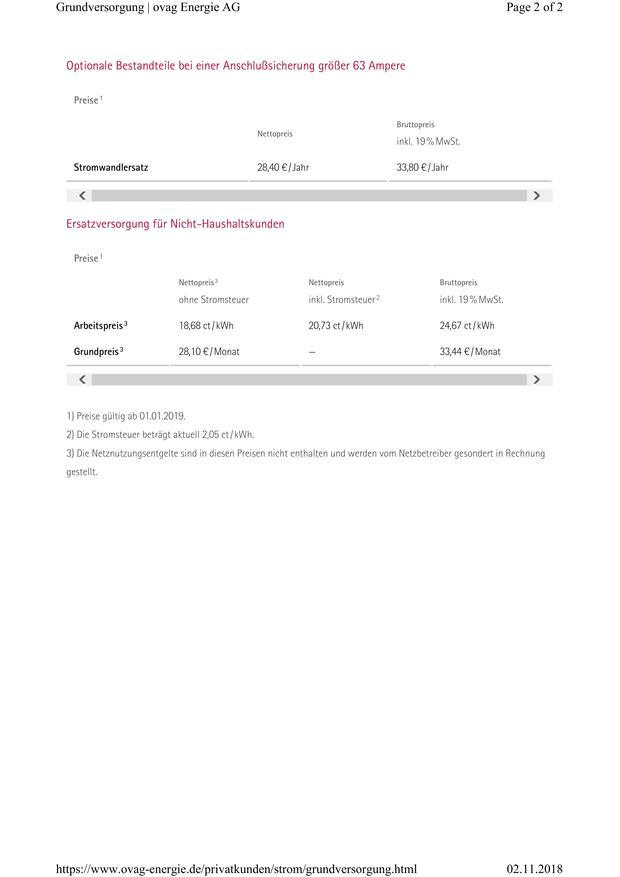 Grundversorgung | ovag Energie AG Page 2 of 2
Optionale Bestandteile bei einer Anschlußsicherung größer 63 Ampere
Preise 1
Nettopreis Bruttopreis
inkl. 19 % MwSt.
Stromwandlersatz 28,40 € / Jahr 33,80 € / Jahr
Ersatzversorgung für Nicht-Haushaltskunden
Preise 1
Nettopreis 3 Nettopreis Bruttopreis
ohne Stromsteuer inkl. Stromsteuer 2 inkl. 19 % MwSt.
Arbeitspreis 3 18,68 ct / kWh 20,73 ct / kWh 24,67 ct / kWh
Grundpreis 3 28,10 € / Monat – 33,44 € / Monat
1) Preise gültig ab 01.01.2019.
2) Die Stromsteuer beträgt aktuell 2,05 ct / kWh.
3) Die Netznutzungsentgelte sind in diesen Preisen nicht enthalten und werden vom Netzbetreiber gesondert in Rechnung
gestellt.
https://www.ovag-energie.de/privatkunden/strom/grundversorgung.html 02.11.2018